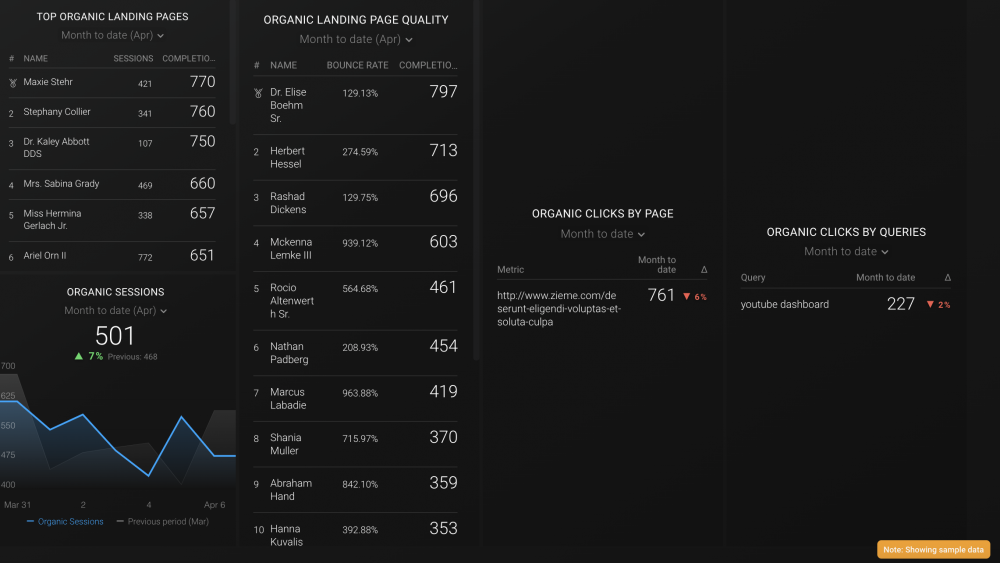 TOP ORGANIC LANDING PAGES
Month to date (Apr)
# NAME SESSIONS COMPLETIO...
Maxie Stehr 421 770
2 Stephany Collier 341 760
3 Dr. Kaley Abbott 107 750
DDS
4 Mrs. Sabina Grady 469 660
5 Miss Hermina 338 657
Gerlach Jr.
6 Ariel Orn II 772 651
ORGANIC SESSIONS
Month to date (Apr)
501
▲ 7% Previous: 468
700
625
550
475
400
Mar 31 2 4 Apr 6
Organic Sessions Previous period (Mar)
ORGANIC LANDING PAGE QUALITY
Month to date (Apr)
# NAME BOUNCE RATE COMPLETIO...
Dr. Elise 129.13% 797
Boehm
Sr.
2 Herbert 274.59% 713
Hessel
3 Rashad 129.75% 696
Dickens
4 Mckenna 939.12% 603
Lemke III
5 Rocio 564.68% 461
Altenwert
h Sr.
6 Nathan 208.93% 454
Padberg
7 Marcus 963.88% 419
Labadie
8 Shania 715.97% 370
Muller
9 Abraham 842.10% 359
Hand
10 Hanna 392.88% 353
Kuvalis
ORGANIC CLICKS BY PAGE
Month to date
Metric Month to date Δ
http://www.zieme.com/de 761 ▼ 6%
serunt-eligendi-voluptas-et-
soluta-culpa
ORGANIC CLICKS BY QUERIES
Month to date
Query Month to date Δ
youtube dashboard 227 ▼ 2%
Note: Showing sample data